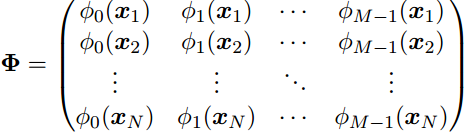 ϕ₀(𝒙₁) ϕ₁(𝒙₁) ⋯ ϕ_{M−1}(𝒙₁)
ϕ₀(𝒙₂) ϕ₁(𝒙₂) ⋯ ϕ_{M−1}(𝒙₂)
𝚽 = ⋮ ⋮ ⋱ ⋮
ϕ₀(𝒙_N) ϕ₁(𝒙_N) ⋯ ϕ_{M−1}(𝒙_N)